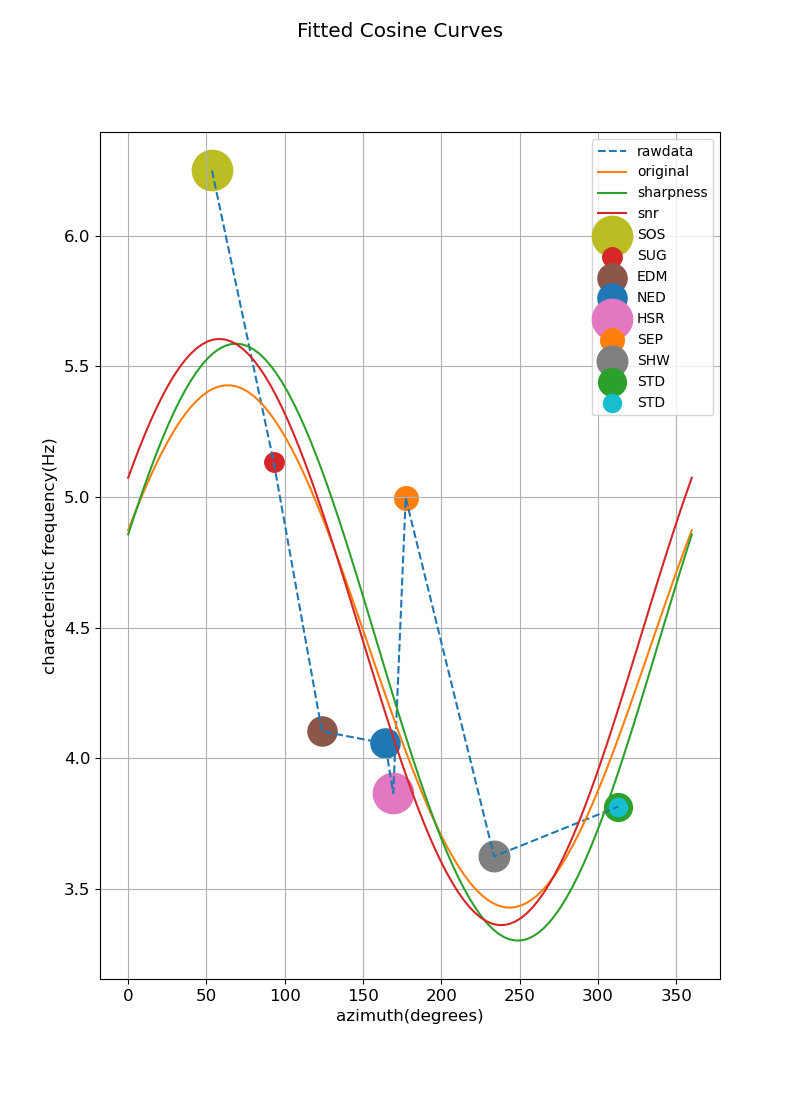 Fitted Cosine Curves
rawdata
original
sharpness
snr
SOS
SUG
EDM
NED
HSR
SEP
SHW
STD
STD
characteristic frequency(Hz)
6.0
5.5
5.0
4.5
4.0
3.5
0 50 100 150 200 250 300 350
azimuth(degrees)